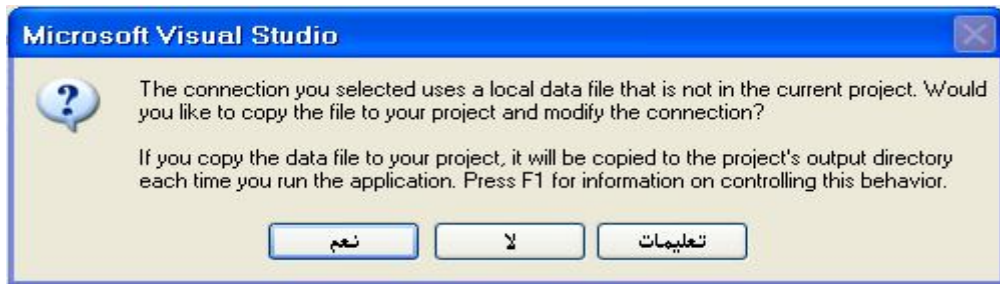 Microsoft Visual Studio
The connection you selected uses a local data file that is not in the current project. Would
you like to copy the file to your project and modify the connection?
If you copy the data file to your project, it will be copied to the project's output directory
each time you run the application. Press F1 for information on controlling this behavior.
نعم لا تعليمات